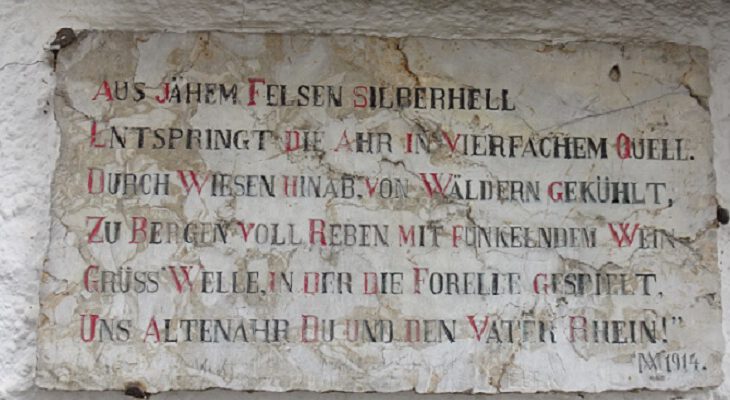 AUS JÄHEM FELSEN SILBERHELL
ENTSPRINGT DIE AHR IN VIERFACHEM QUELL.
DURCH WIESEN HINAB, VON WÄLDERN GEKÜHLT,
ZU BERGEN VOLL REBEN MIT FUNKELNDEM WEIN
GRÜSS' WELLE, IN DER DIE FORELLE GESPIELT,
UNS ALTENAHR DU UND DEN VATER RHEIN!"
1914.